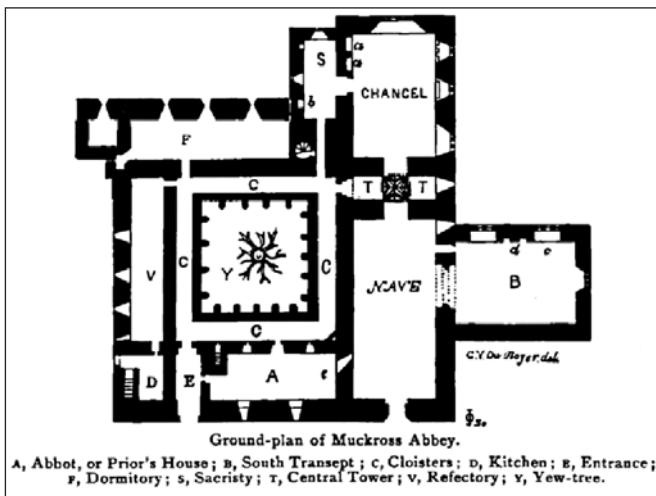 S
a
a
CHANCEL
b
F
C
T
T
C
Y
C
V
d
c
B
NAVE
C
G.V. Du Noyer, del.
D
E
A
e
Ground-plan of Muckross Abbey.
A, Abbot, or Prior's House; B, South Transept; C, Cloisters; D, Kitchen; E, Entrance;
F, Dormitory; S, Sacristy; T, Central Tower; V, Refectory; Y, Yew-tree.